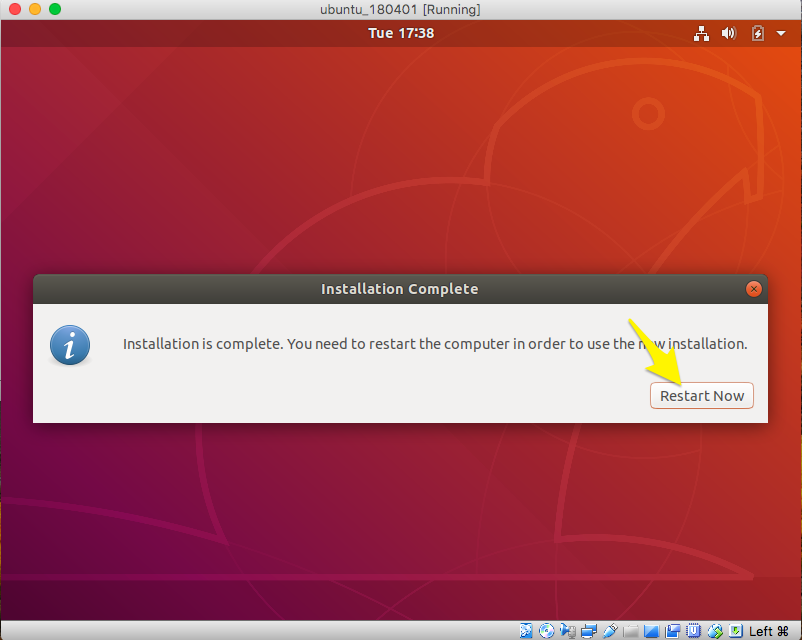 ubuntu_180401 [Running]
Tue 17:38
Installation Complete
Installation is complete. You need to restart the computer in order to use the new installation.
Restart Now
Left ⌘